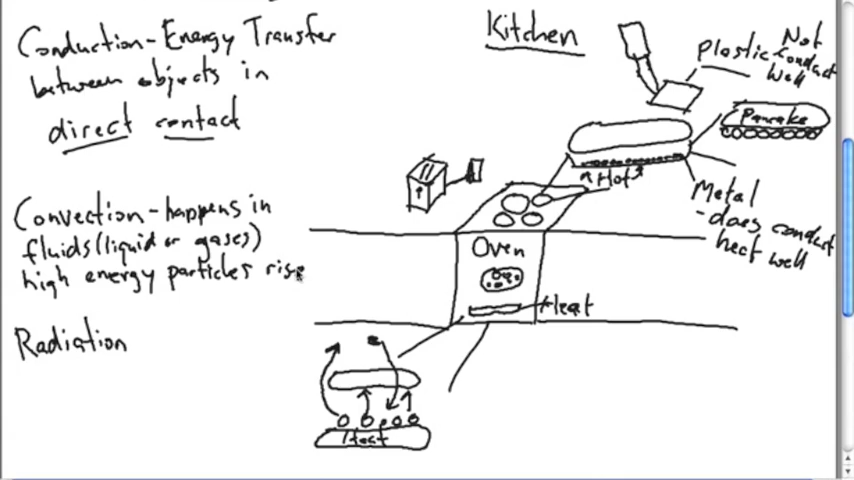 Conduction-Energy Transfer
between objects in
direct contact
Convection-happens in
fluids(liquid or gases)
high energy particles rise
Radiation
Kitchen
Plastic Not
conduct
well
Pancake
Hot
Metal
-does conduct
heat well
Oven
Heat
Heat